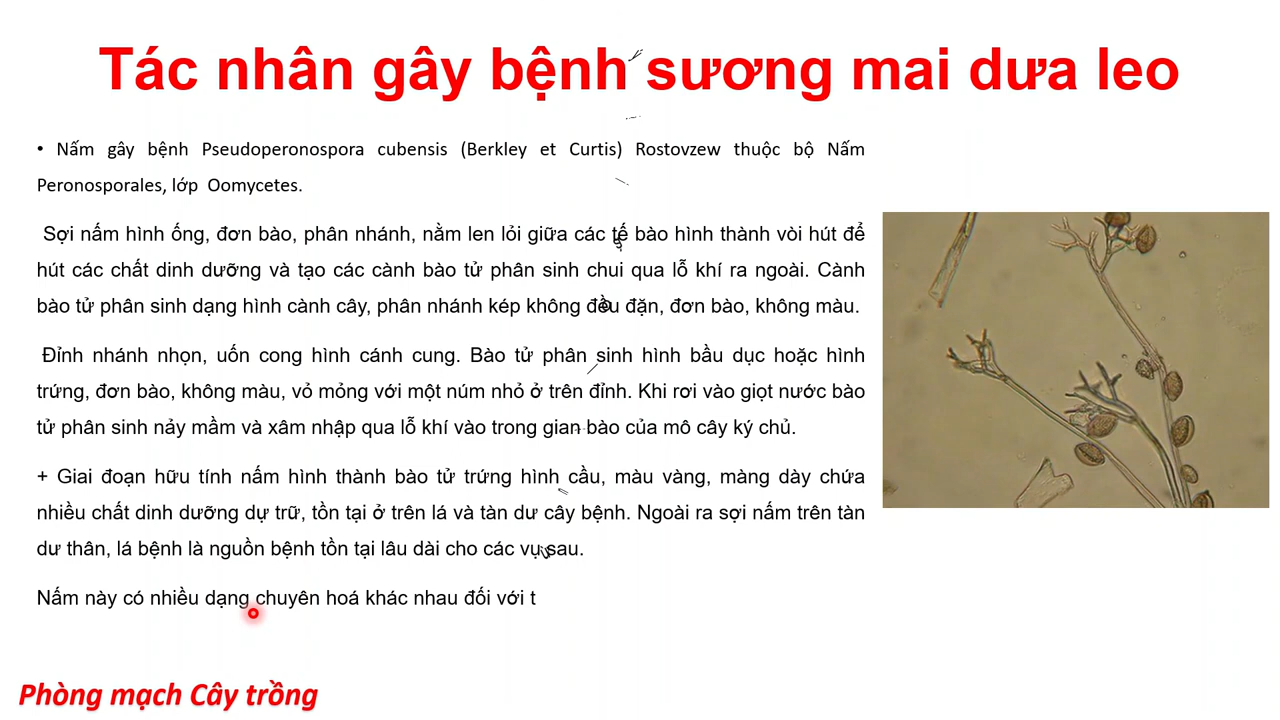 Tác nhân gây bệnh sương mai dưa leo
• Nấm gây bệnh Pseudoperonospora cubensis (Berkley et Curtis) Rostovzew thuộc bộ Nấm
Peronosporales, lớp Oomycetes.
Sợi nấm hình ống, đơn bào, phân nhánh, nằm len lỏi giữa các tế bào hình thành vòi hút để
hút các chất dinh dưỡng và tạo các cành bào tử phân sinh chui qua lỗ khí ra ngoài. Cành
bào tử phân sinh dạng hình cành cây, phân nhánh kép không đều đặn, đơn bào, không màu.
Đỉnh nhánh nhọn, uốn cong hình cánh cung. Bào tử phân sinh hình bầu dục hoặc hình
trứng, đơn bào, không màu, vỏ mỏng với một núm nhỏ ở trên đỉnh. Khi rơi vào giọt nước bào
tử phân sinh nảy mầm và xâm nhập qua lỗ khí vào trong gian bào của mô cây ký chủ.
+ Giai đoạn hữu tính nấm hình thành bào tử trứng hình cầu, màu vàng, màng dày chứa
nhiều chất dinh dưỡng dự trữ, tồn tại ở trên lá và tàn dư cây bệnh. Ngoài ra sợi nấm trên tàn
dư thân, lá bệnh là nguồn bệnh tồn tại lâu dài cho các vụ sau.
Nấm này có nhiều dạng chuyên hoá khác nhau đối với t
Phòng mạch Cây trồng